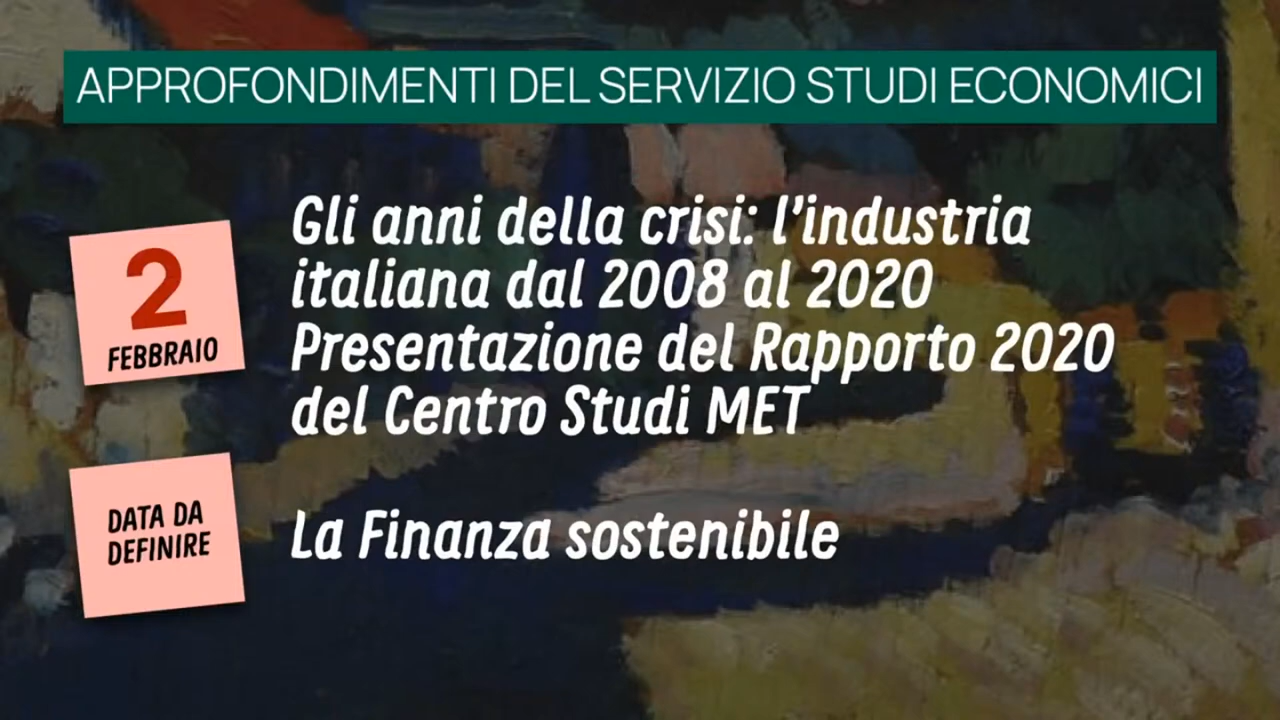 APPROFONDIMENTI DEL SERVIZIO STUDI ECONOMICI
2
FEBBRAIO
Gli anni della crisi: l’industria
italiana dal 2008 al 2020
Presentazione del Rapporto 2020
del Centro Studi MET
DATA DA
DEFINIRE
La Finanza sostenibile